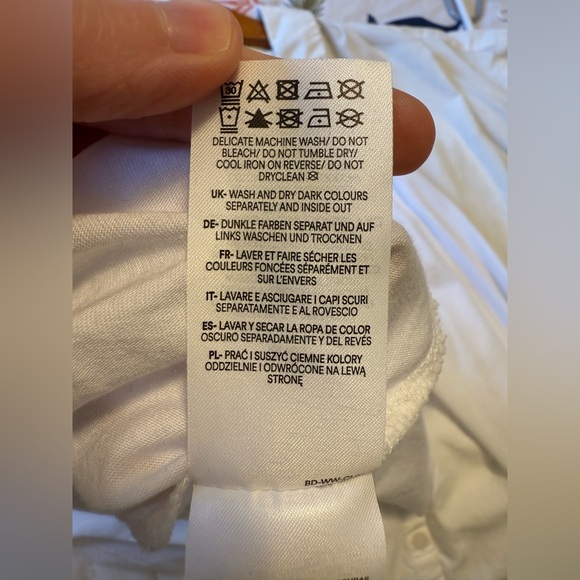 30
DELICATE MACHINE WASH/ DO NOT
BLEACH/ DO NOT TUMBLE DRY/
COOL IRON ON REVERSE/ DO NOT
DRYCLEAN
UK- WASH AND DRY DARK COLOURS
SEPARATELY AND INSIDE OUT
DE- DUNKLE FARBEN SEPARAT UND AUF
LINKS WASCHEN UND TROCKNEN
FR- LAVER ET FAIRE SÉCHER LES
COULEURS FONCÉES SÉPARÉMENT ET
SUR L'ENVERS
IT- LAVARE E ASCIUGARE I CAPI SCURI
SEPARATAMENTE E AL ROVESCIO
ES- LAVAR Y SECAR LA ROPA DE COLOR
OSCURO SEPARADAMENTE Y DEL REVÉS
PL- PRAĆ I SUSZYĆ CIEMNE KOLORY
ODDZIELNIE I ODWRÓCONE NA LEWĄ
STRONĘ